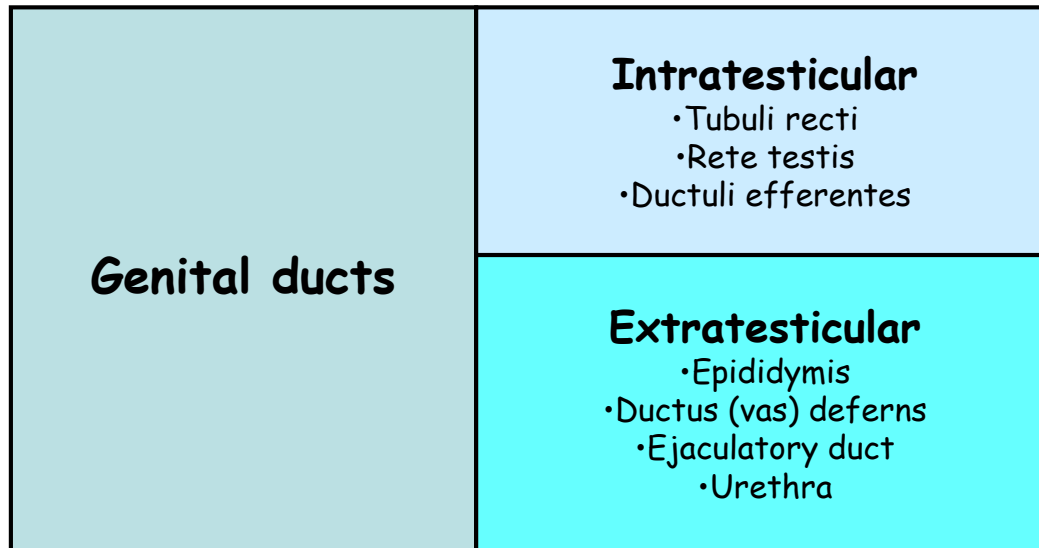 Genital ducts
Intratesticular
•Tubuli recti
•Rete testis
•Ductuli efferentes
Extratesticular
•Epididymis
•Ductus (vas) deferns
•Ejaculatory duct
•Urethra